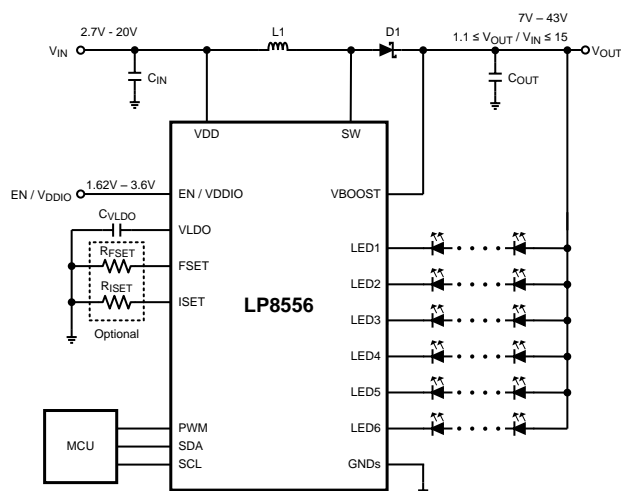 7V – 43V
2.7V - 20V
L1
D1
1.1 ≤ VOUT / VIN ≤ 15
VIN
VOUT
CIN
COUT
VDD
SW
1.62V – 3.6V
EN / VDDIO
EN / VDDIO
VBOOST
CVLDO
VLDO
RFSET
FSET
LED1
RISET
ISET
LED2
Optional
LP8556
LED3
LED4
LED5
MCU
PWM
LED6
SDA
SCL
GNDs